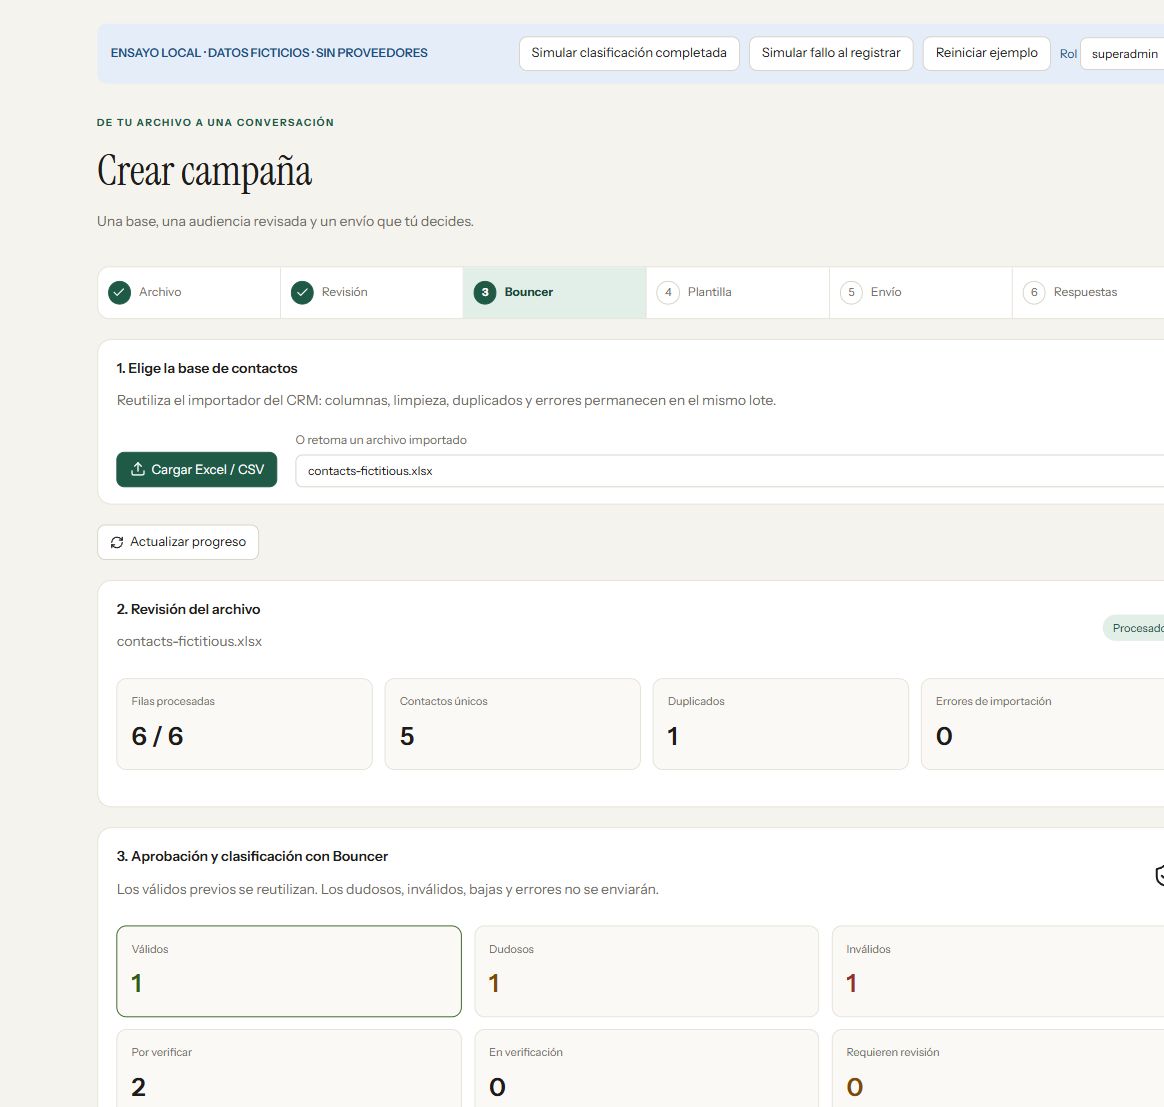 ENSAYO LOCAL · DATOS FICTICIOS · SIN PROVEEDORES
Simular clasificación completada
Simular fallo al registrar
Reiniciar ejemplo
Rol
superadmin
DE TU ARCHIVO A UNA CONVERSACIÓN
Crear campaña
Una base, una audiencia revisada y un envío que tú decides.
Archivo
Revisión
3 Bouncer
4 Plantilla
5 Envío
6 Respuestas
1. Elige la base de contactos
Reutiliza el importador del CRM: columnas, limpieza, duplicados y errores permanecen en el mismo lote.
O retoma un archivo importado
Cargar Excel / CSV
contacts-fictitious.xlsx
Actualizar progreso
2. Revisión del archivo
contacts-fictitious.xlsx
Filas procesadas
6 / 6
Contactos únicos
5
Duplicados
1
Errores de importación
0
3. Aprobación y clasificación con Bouncer
Los válidos previos se reutilizan. Los dudosos, inválidos, bajas y errores no se enviarán.
Válidos
1
Dudosos
1
Inválidos
1
Por verificar
2
En verificación
0
Requieren revisión
0